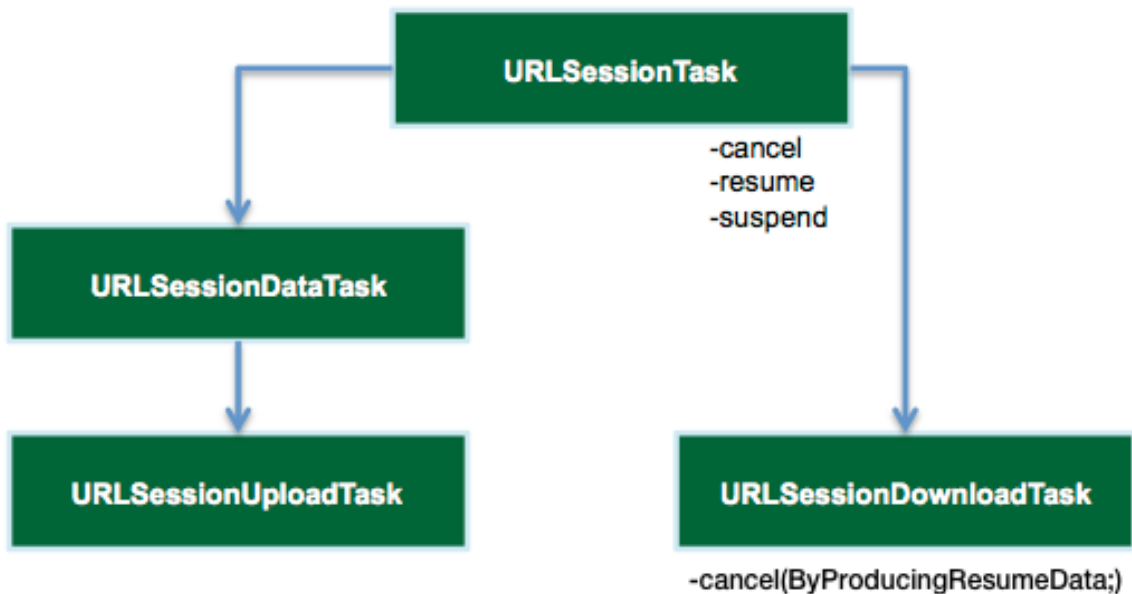 URLSessionTask
-cancel
-resume
-suspend
URLSessionDataTask
URLSessionUploadTask
URLSessionDownloadTask
-cancel(ByProducingResumeData;)